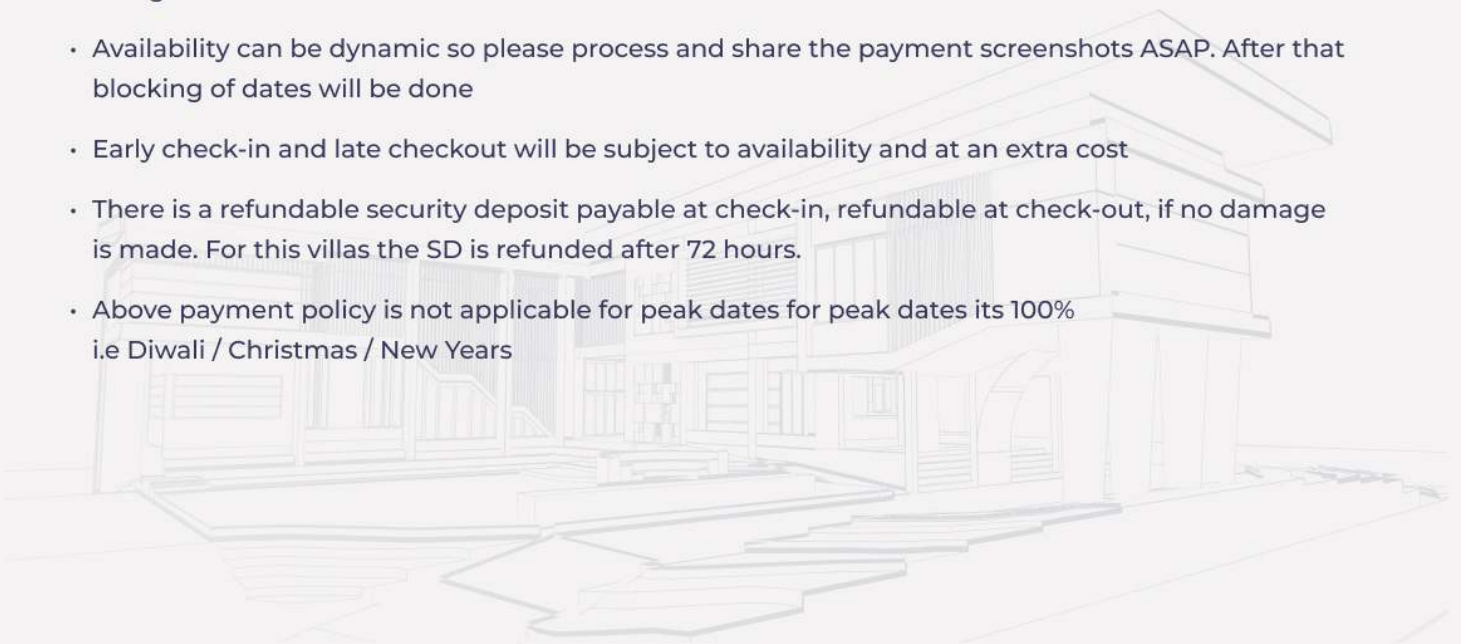 • Availability can be dynamic so please process and share the payment screenshots ASAP. After that
blocking of dates will be done
• Early check-in and late checkout will be subject to availability and at an extra cost
• There is a refundable security deposit payable at check-in, refundable at check-out, if no damage
is made. For this villas the SD is refunded after 72 hours.
• Above payment policy is not applicable for peak dates for peak dates its 100%
i.e Diwali / Christmas / New Years